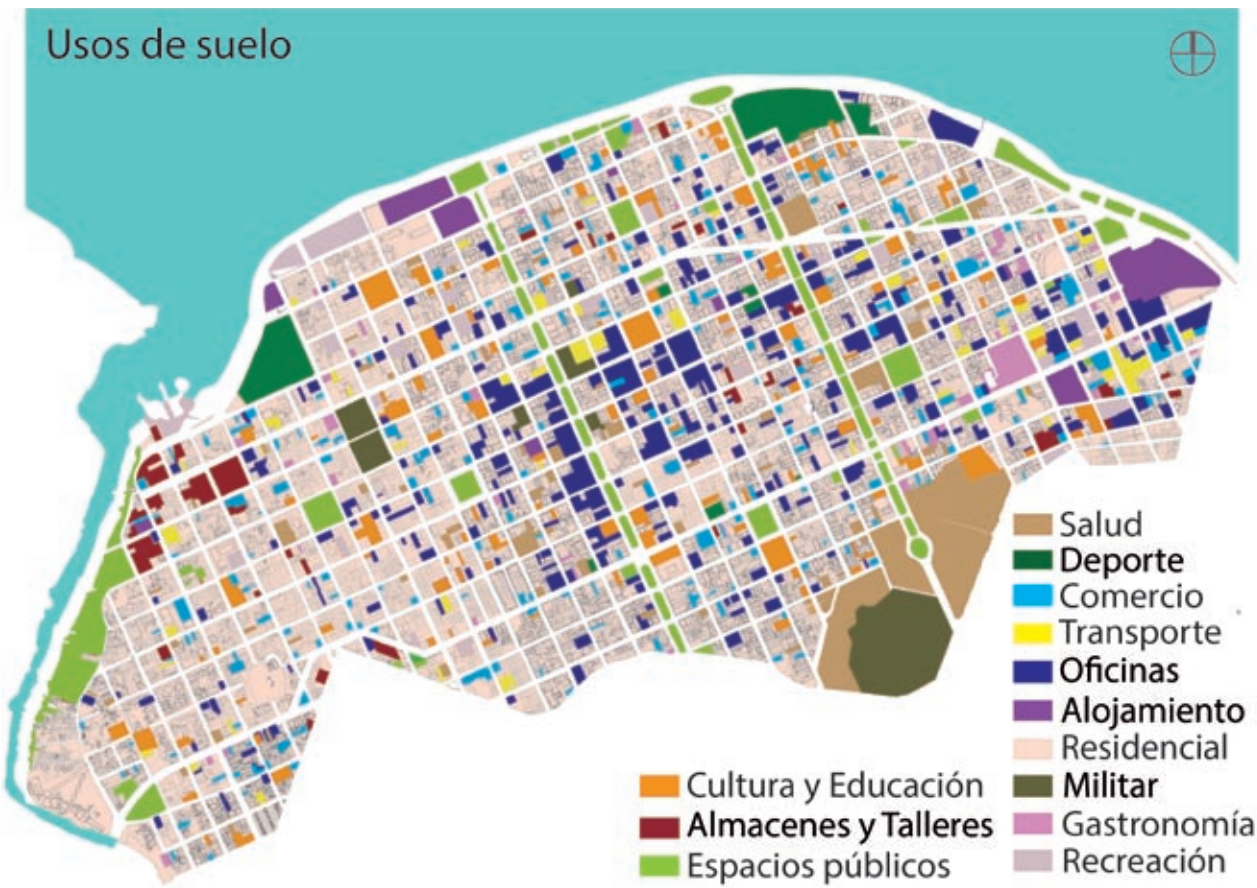 Usos de suelo
Salud
Deporte
Comercio
Transporte
Oficinas
Alojamiento
Residencial
Militar
Gastronomía
Recreación
Cultura y Educación
Almacenes y Talleres
Espacios públicos